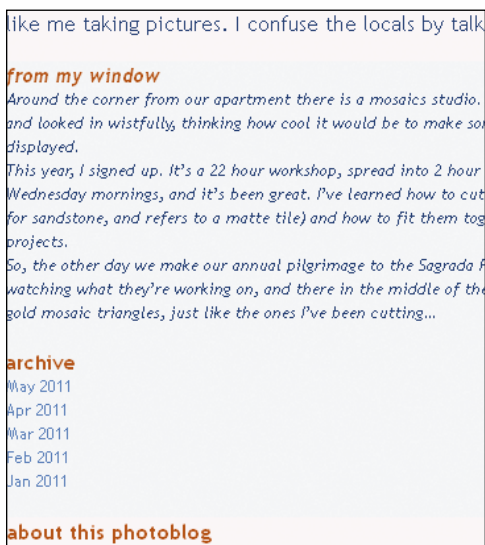 like me taking pictures. I confuse the locals by talk
from my window
Around the corner from our apartment there is a mosaics studio.
and looked in wistfully, thinking how cool it would be to make
displayed.
This year, I signed up. It's a 22 hour workshop, spread into 2 hour
Wednesday mornings, and it's been great. I've learned how to cut
for sandstone, and refers to a matte tile) and how to fit them tog
projects.
So, the other day we make our annual pilgrimage to the Sagrada
watching what they're working on, and there in the middle of the
gold mosaic triangles, just like the ones I've been cutting...
archive
May 2011
Apr 2011
Mar 2011
Feb 2011
Jan 2011
about this photoblog